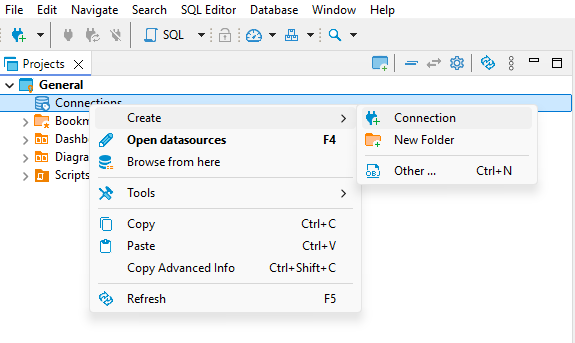 File Edit Navigate Search SQL Editor Database Window Help
SQL
Projects
General
Connections
Bookm
Dashb
Diagra
Scripts
Create
Open datasources F4
Browse from here
Tools
Copy Ctrl+C
Paste Ctrl+V
Copy Advanced Info Ctrl+Shift+C
Refresh F5
Connection
New Folder
OBJ Other ... Ctrl+N